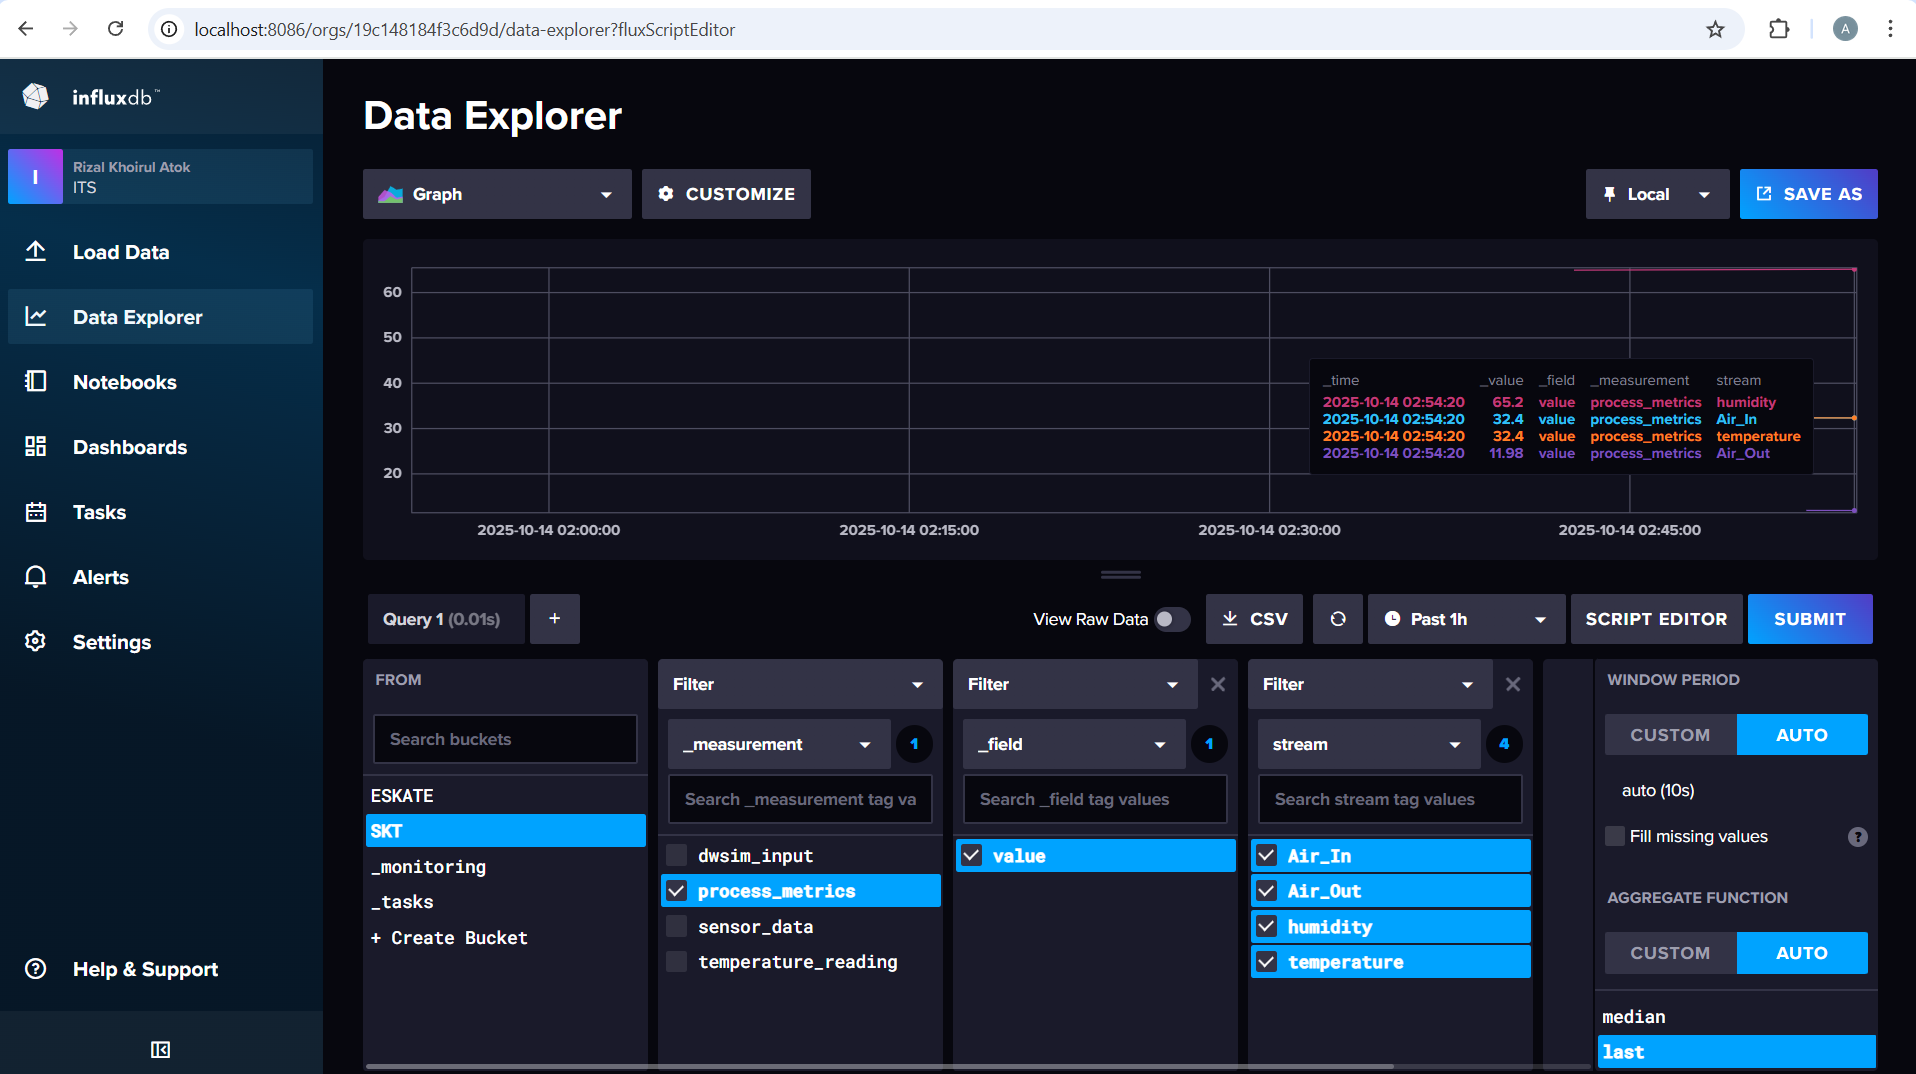 localhost:8086/orgs/19c148184f3c6d9d/data-explorer?fluxScriptEditor
A
influxdb™
I
Rizal Khoirul Atok
ITS
Load Data
Data Explorer
Notebooks
Dashboards
Tasks
Alerts
Settings
Help & Support
Data Explorer
Graph
CUSTOMIZE
Local
SAVE AS
60
50
40
30
20
_time _value _field _measurement stream
2025-10-14 02:54:20 65.2 value process_metrics humidity
2025-10-14 02:54:20 32.4 value process_metrics Air_In
2025-10-14 02:54:20 32.4 value process_metrics temperature
2025-10-14 02:54:20 11.98 value process_metrics Air_Out
2025-10-14 02:00:00 2025-10-14 02:15:00 2025-10-14 02:30:00 2025-10-14 02:45:00
Query 1 (0.01s)
+
View Raw Data
CSV
Past 1h
SCRIPT EDITOR
SUBMIT
FROM
Search buckets
ESKATE
SKT
_monitoring
_tasks
+ Create Bucket
Filter
_measurement
1
Search _measurement tag va
dwsim_input
process_metrics
sensor_data
temperature_reading
Filter
_field
1
Search _field tag values
value
Filter
stream
4
Search stream tag values
Air_In
Air_Out
humidity
temperature
WINDOW PERIOD
CUSTOM AUTO
auto (10s)
Fill missing values
?
AGGREGATE FUNCTION
CUSTOM AUTO
median
last